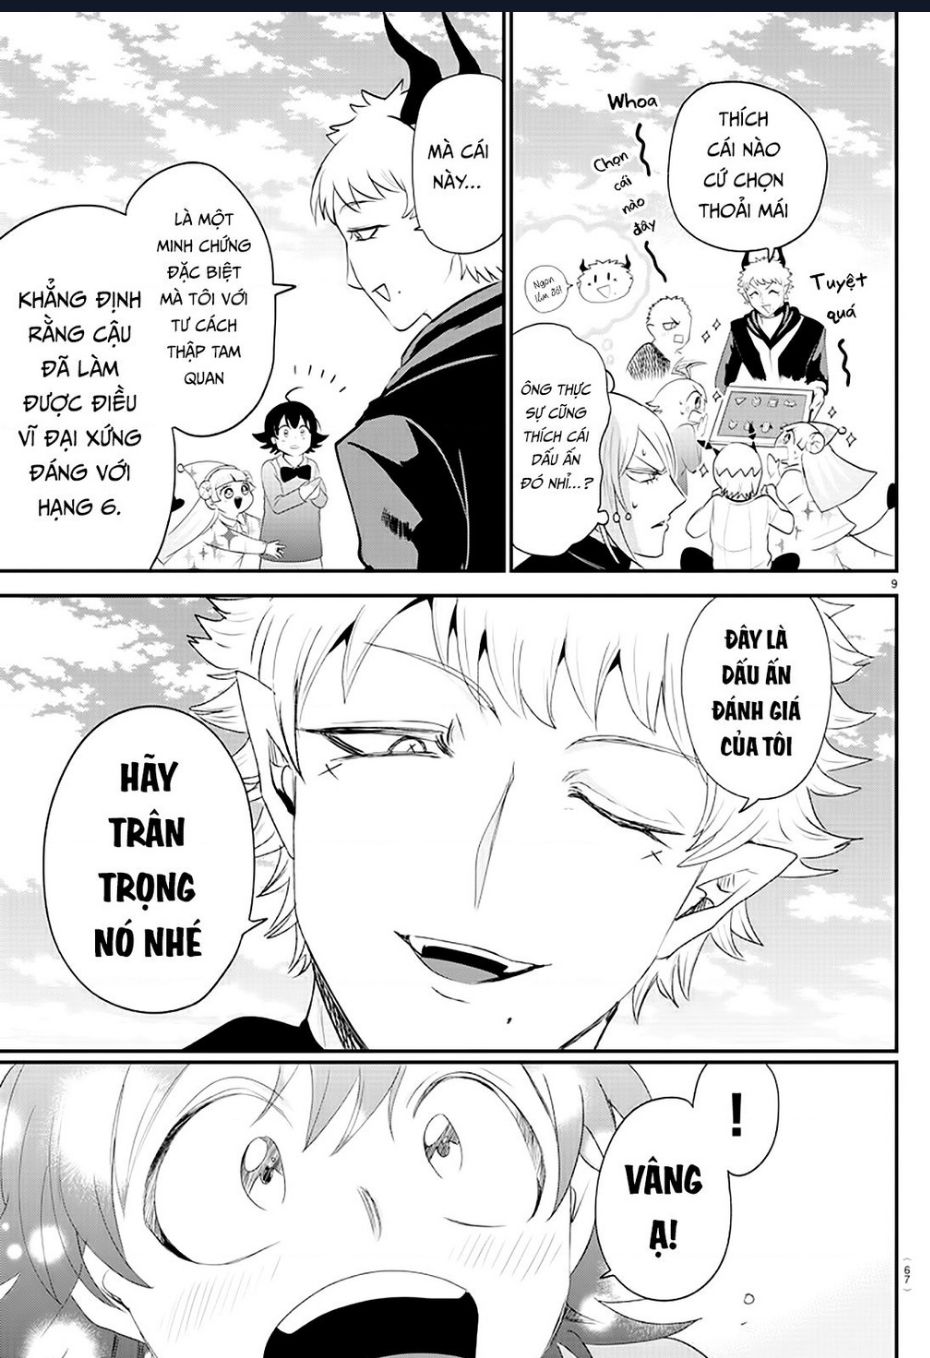 THÍCH
CÁI NÀO
CỨ CHỌN
THOẢI MÁI
Whoa
Chọn
cái
nào
đây
Tuyệt
quá
Ngọn
lửa đó!
ÔNG THỰC
SỰ CŨNG
THÍCH CÁI
DẤU ẤN
ĐÓ NHỈ...?
MÀ CÁI
NÀY...
LÀ MỘT
MINH CHỨNG
ĐẶC BIỆT
MÀ TÔI VỚI
TƯ CÁCH
THẬP TAM
QUAN
KHẲNG ĐỊNH
RẰNG CẬU
ĐÃ LÀM
ĐƯỢC ĐIỀU
VĨ ĐẠI XỨNG
ĐÁNG VỚI
HẠNG 6.
9
ĐÂY LÀ
DẤU ẤN
ĐÁNH GIÁ
CỦA TÔI
HÃY
TRÂN
TRỌNG
NÓ NHÉ
!
VÂNG
Ạ!
(67)